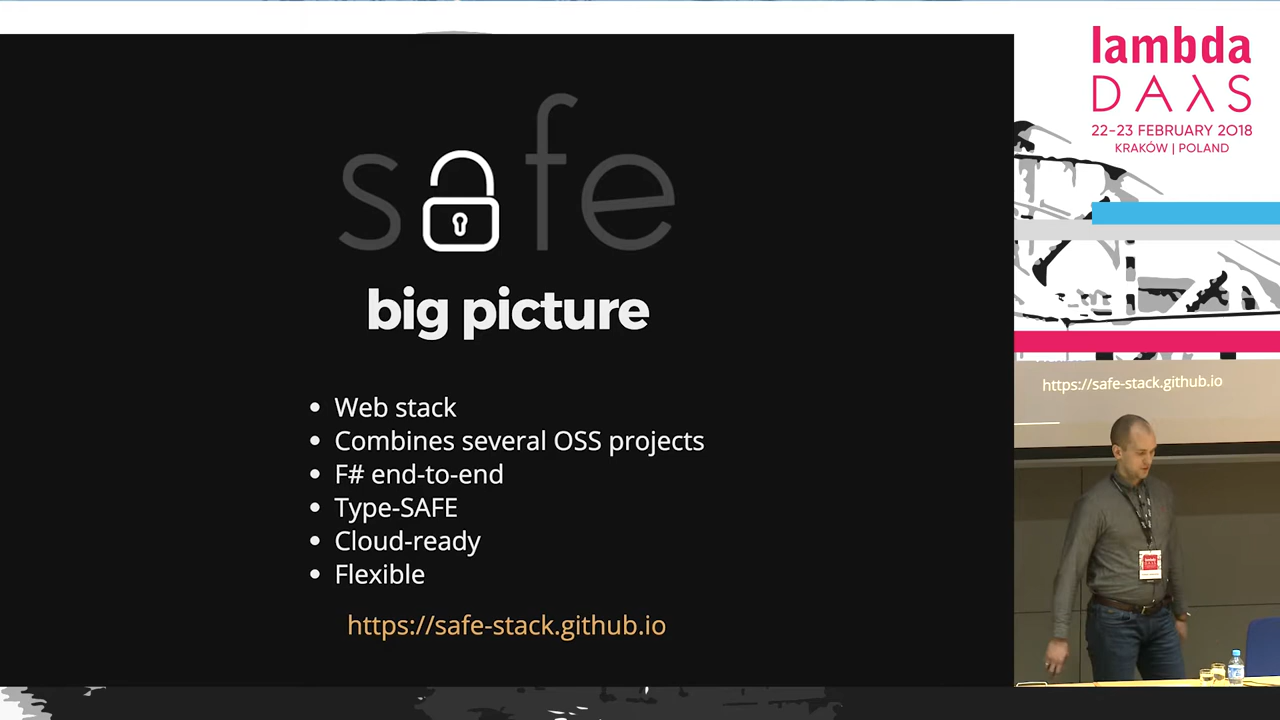 safe
big picture
Web stack
Combines several OSS projects
F# end-to-end
Type-SAFE
Cloud-ready
Flexible
https://safe-stack.github.io
lambda
DAλS
22-23 FEBRUARY 2018
KRAKÓW | POLAND
https://safe-stack.github.io